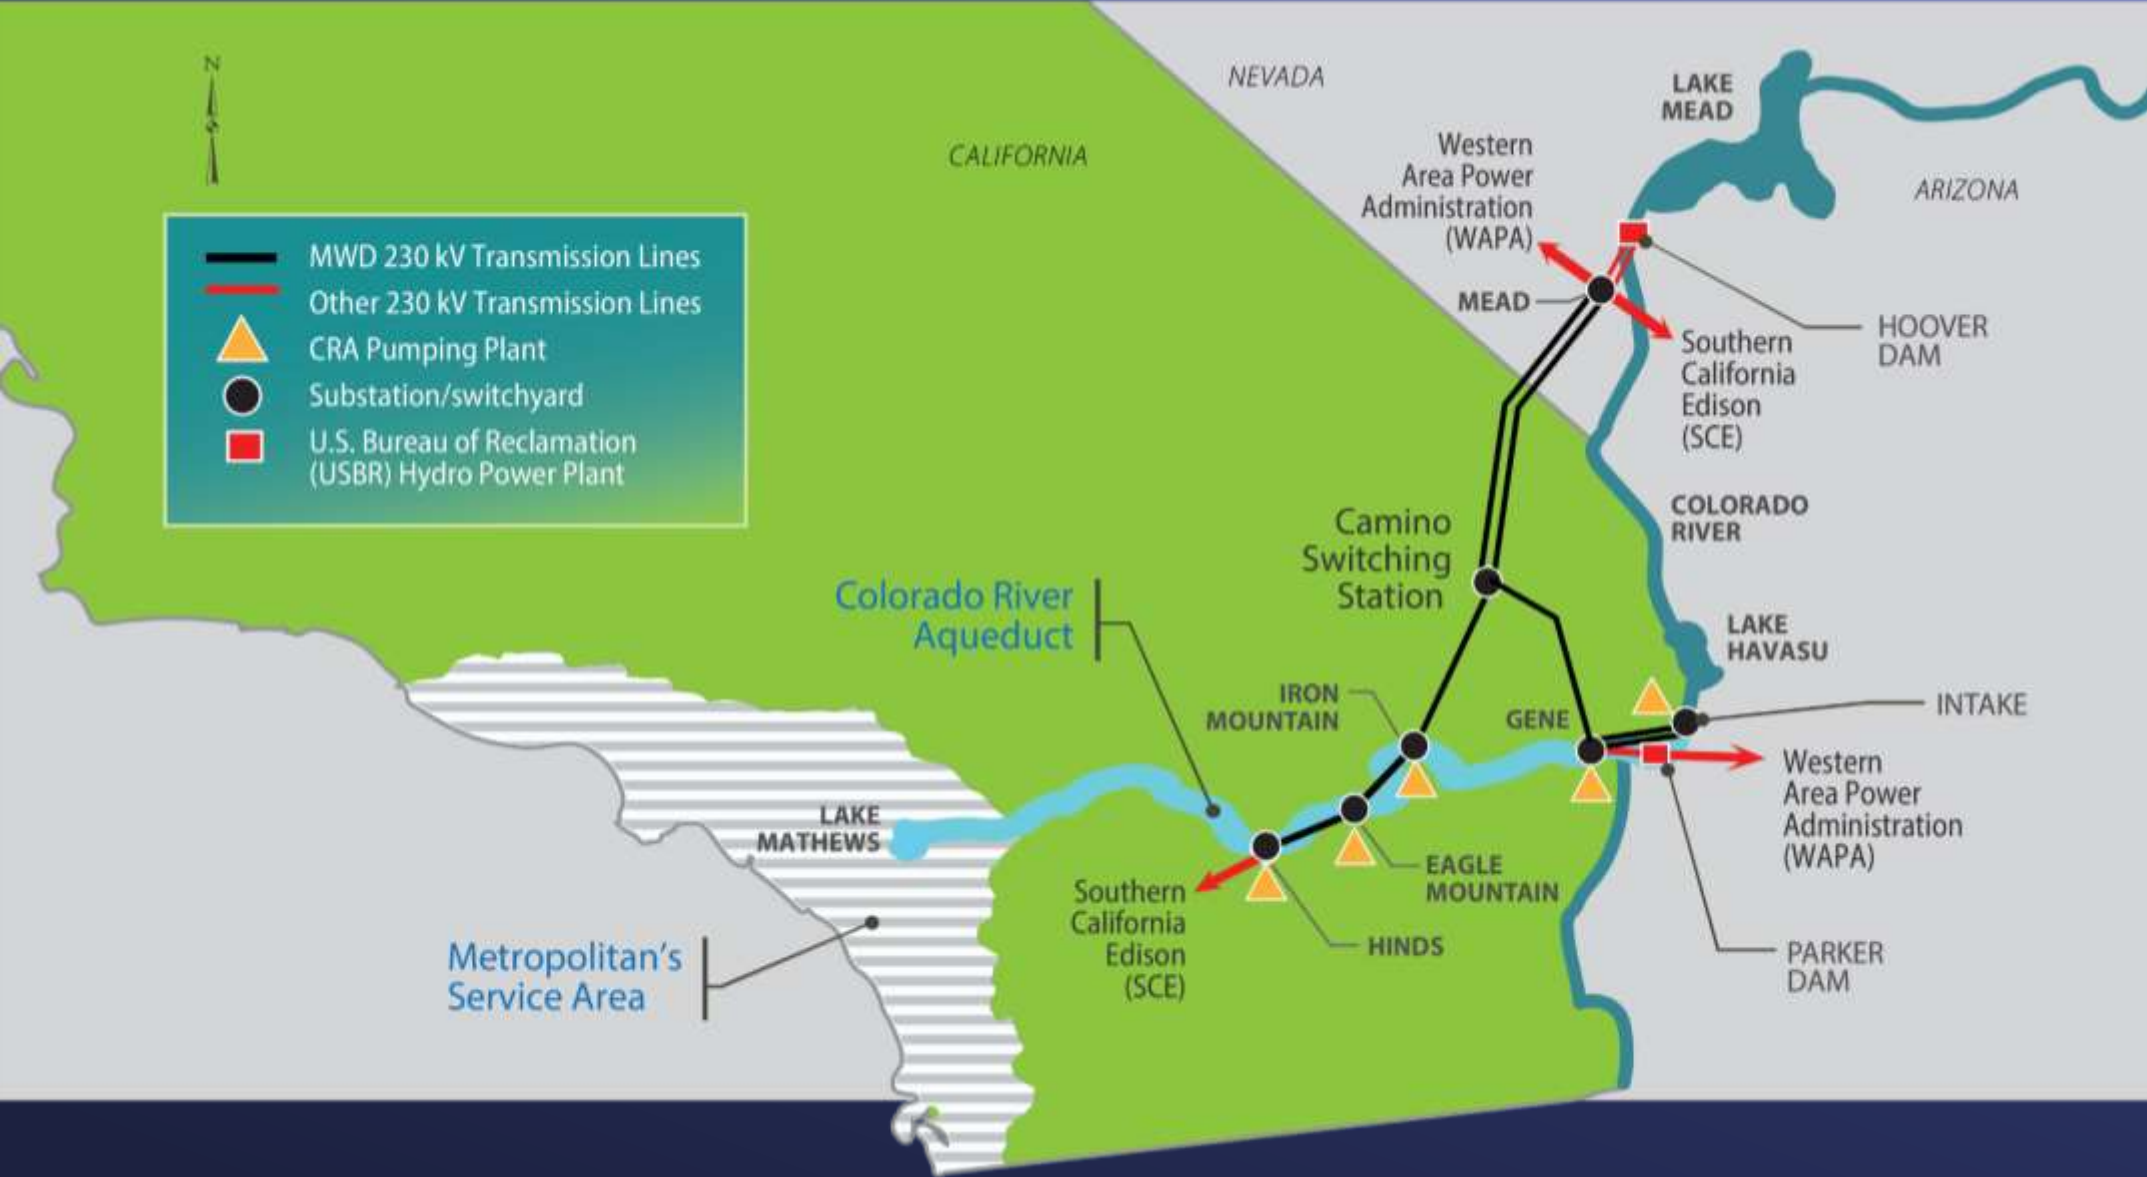 N
NEVADA
CALIFORNIA
LAKE
MEAD
ARIZONA
Western
Area Power
Administration
(WAPA)
MEAD
HOOVER
DAM
Southern
California
Edison
(SCE)
MWD 230 kV Transmission Lines
Other 230 kV Transmission Lines
CRA Pumping Plant
Substation/switchyard
U.S. Bureau of Reclamation
(USBR) Hydro Power Plant
COLORADO
RIVER
Camino
Switching
Station
Colorado River
Aqueduct
LAKE
HAVASU
IRON
MOUNTAIN
GENE
INTAKE
Western
Area Power
Administration
(WAPA)
LAKE
MATHEWS
EAGLE
MOUNTAIN
Southern
California
Edison
(SCE)
HINDS
PARKER
DAM
Metropolitan's
Service Area